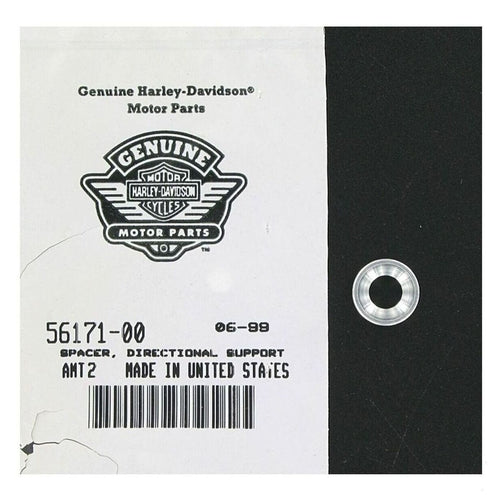 Genuine Harley-Davidson®
Motor Parts
GENUINE
MOTOR
HARLEY-DAVIDSON
CYCLES
MOTOR PARTS
TM
56171-00 06-99
SPACER, DIRECTIONAL SUPPORT
AMT2 MADE IN UNITED STATES